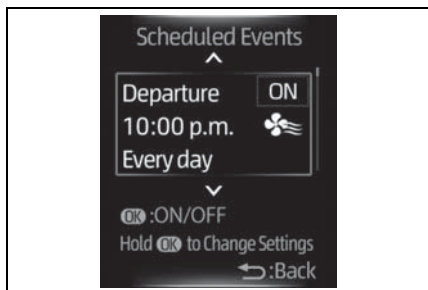 Scheduled Events
Departure ON
10:00 p.m.
Every day
OK :ON/OFF
Hold OK to Change Settings
:Back